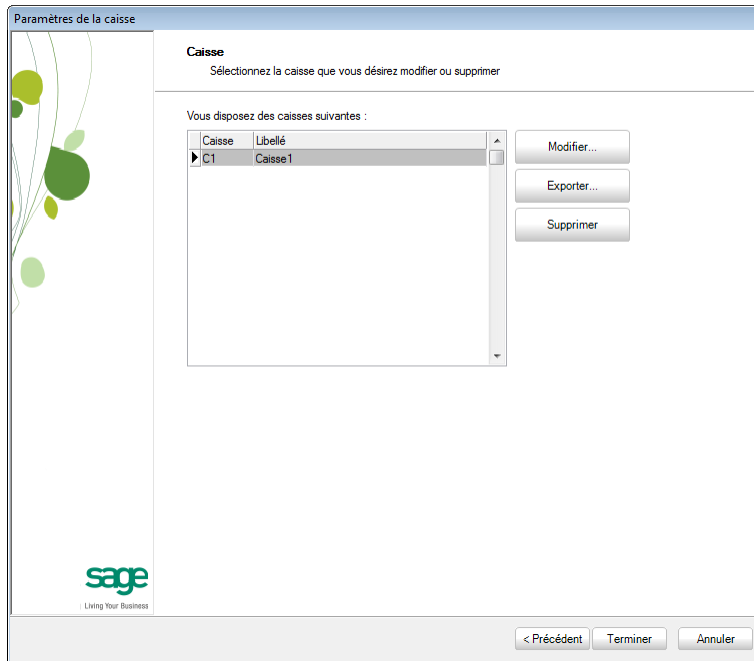 Paramètres de la caisse
Caisse
Sélectionnez la caisse que vous désirez modifier ou supprimer
Vous disposez des caisses suivantes :
Caisse Libellé
C1 Caisse1
Modifier...
Exporter...
Supprimer
sage
Living Your Business
< Précédent Terminer Annuler